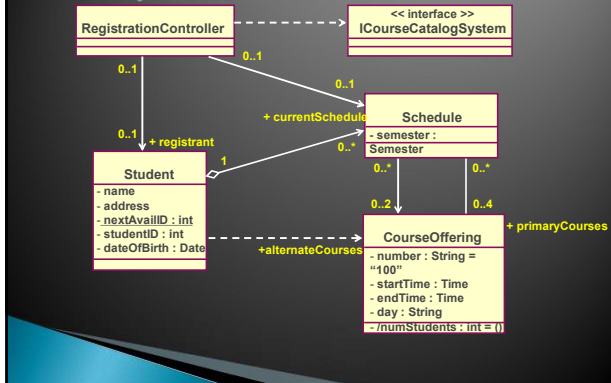 << interface >>
RegistrationController
ICourseCatalogSystem
0..1
0..1
0..1
+ currentSchedule
Schedule
- semester :
Semester
0..1
+ registrant
1
0..*
0..*
0..*
Student
- name
- address
- nextAvailID : int
- studentID : int
- dateOfBirth : Date
0..2
0..4
+ primaryCourses
+alternateCourses
CourseOffering
- number : String =
“100”
- startTime : Time
- endTime : Time
- day : String
- /numStudents : int = ()